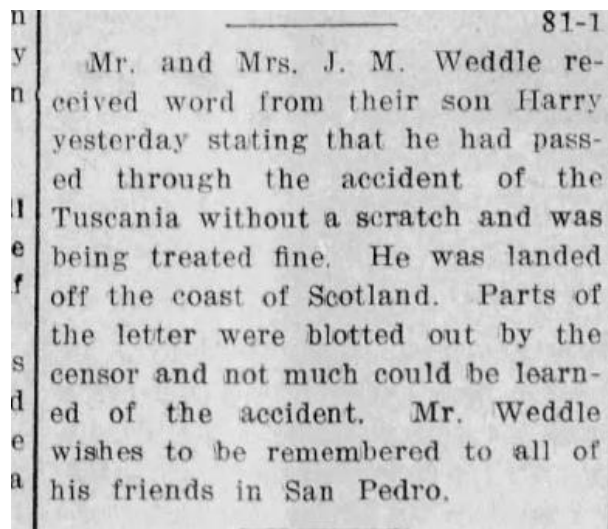 81-1
Mr. and Mrs. J. M. Weddle re-
ceived word from their son Harry
yesterday stating that he had pass-
ed through the accident of the
Tuscania without a scratch and was
being treated fine. He was landed
off the coast of Scotland. Parts of
the letter were blotted out by the
censor and not much could be learn-
ed of the accident. Mr. Weddle
wishes to be remembered to all of
his friends in San Pedro.